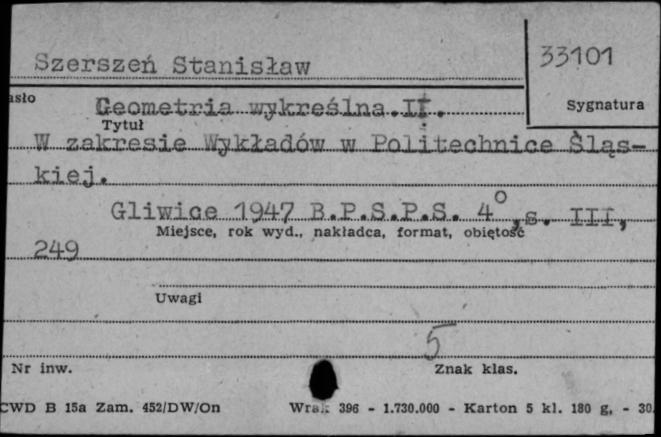 Szerszeń Stanisław
33101
asło
Geometria wykreślna.II.
Sygnatura
Tytuł
W zakresie Wykładów w Politechnice Śląs-
kiej.
Gliwice 1947 B.P.S.P.S. 4°,s. III,
Miejsce, rok wyd., nakładca, format, objętość
249
Uwagi
5
Nr inw.
Znak klas.
CWD B 15a Zam. 452/DW/On
396 - 1.730.000 - Karton 5 kl. 180 g, - 30.